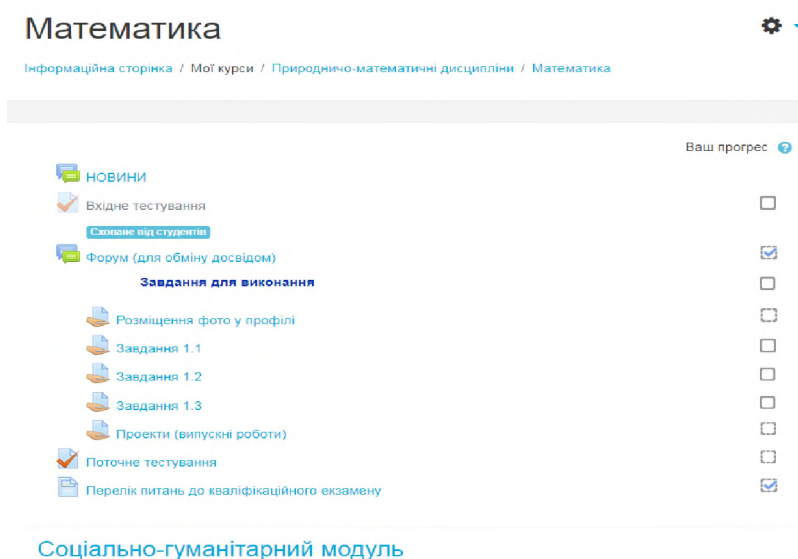 Математика
Інформаційна сторінка / Мої курси / Природничо-математичні дисципліни / Математика
Ваш прогрес
НОВИНИ
Вхідне тестування
Сховане від студентів
Форум (для обміну досвідом)
Завдання для виконання
Розміщення фото у профілі
Завдання 1.1
Завдання 1.2
Завдання 1.3
Проекти (випускні роботи)
Поточне тестування
Перелік питань до кваліфікаційного екзамену
Соціально-гуманітарний модуль